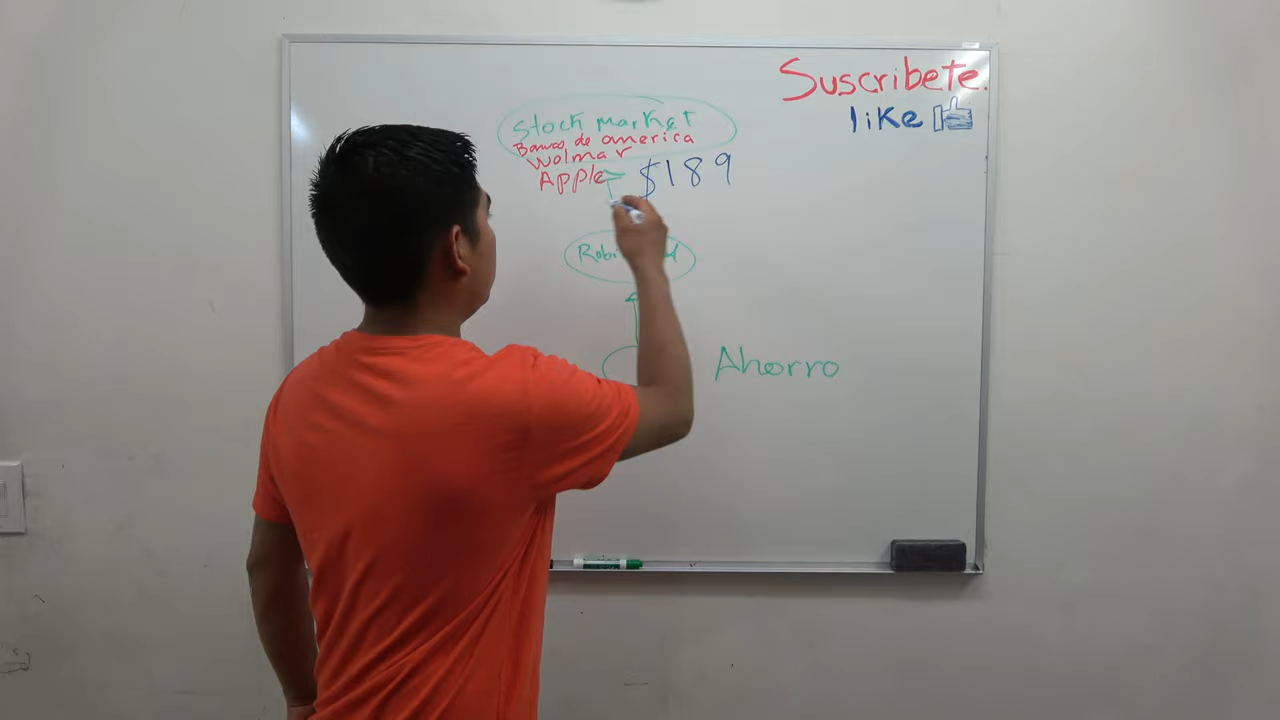 Suscribete.
like
Stock market
Banco de america
Wolmar
Apple $189
Ahorro